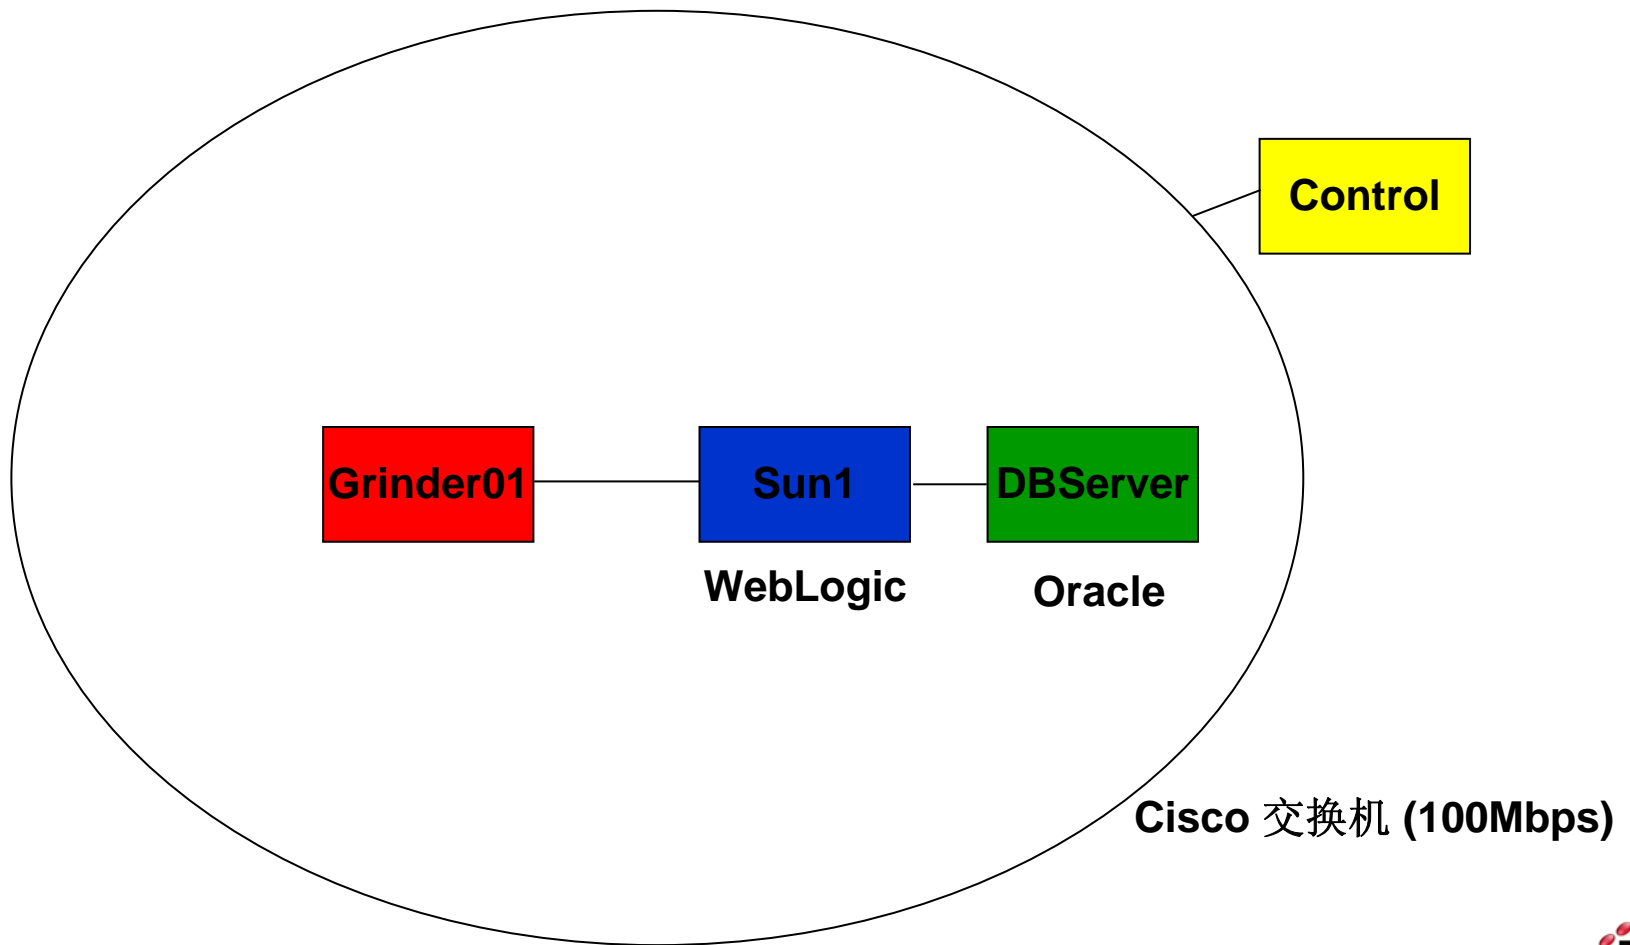 Control
Grinder01
Sun1
DBServer
WebLogic
Oracle
Cisco 交换机 (100Mbps)